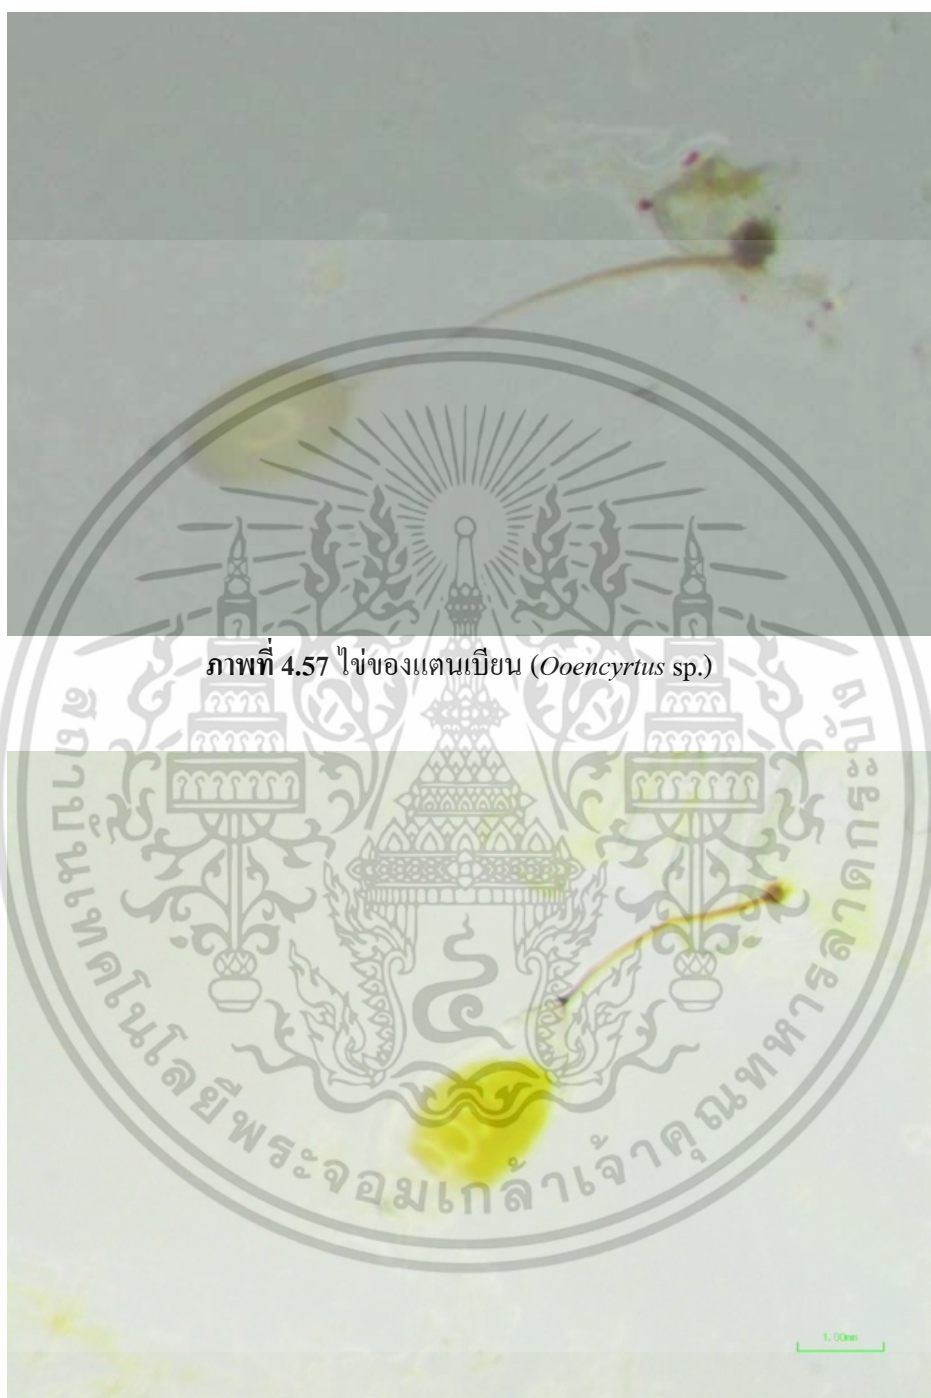 ภาพที่ 4.57 ไข่ของแตนเบียน (Ooencyrtus sp.)
สถาบันเทคโนโลยีพระจอมเกล้าเจ้าคุณทหารลาดกระบัง
1.00mm